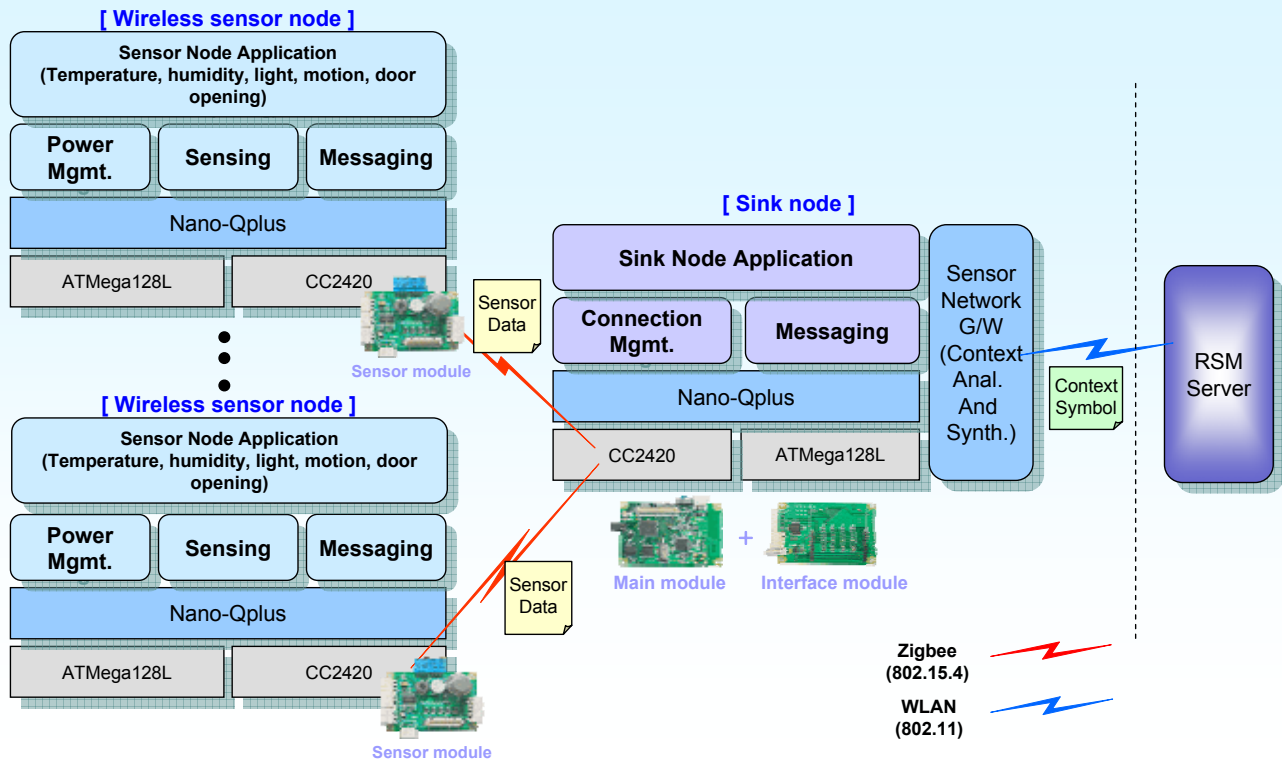 [ Wireless sensor node ]
Sensor Node Application
(Temperature, humidity, light, motion, door
opening)
Power
Mgmt.
Sensing
Messaging
Nano-Qplus
ATMega128L
CC2420
Sensor module
Sensor
Data
[ Wireless sensor node ]
Sensor Node Application
(Temperature, humidity, light, motion, door
opening)
Power
Mgmt.
Sensing
Messaging
Nano-Qplus
ATMega128L
CC2420
Sensor module
Sensor
Data
[ Sink node ]
Sink Node Application
Connection
Mgmt.
Messaging
Nano-Qplus
CC2420
ATMega128L
Main module
+
Interface module
Sensor
Network
G/W
(Context
Anal.
And
Synth.)
Context
Symbol
RSM
Server
Zigbee
(802.15.4)
WLAN
(802.11)